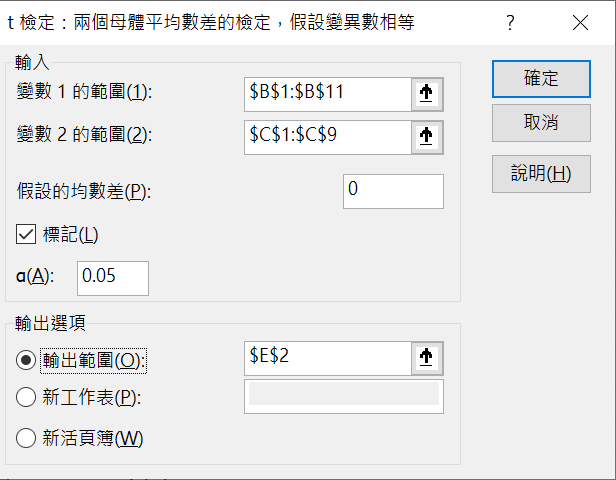 t 檢定：兩個母體平均數差的檢定，假設變異數相等 ?
輸入
變數 1 的範圍(1): $B$1:$B$11
變數 2 的範圍(2): $C$1:$C$9
假設的均數差(P): 0
標記(L)
α(A): 0.05
輸出選項
輸出範圍(O): $E$2
新工作表(P):
新活頁簿(W)
確定
取消
說明(H)